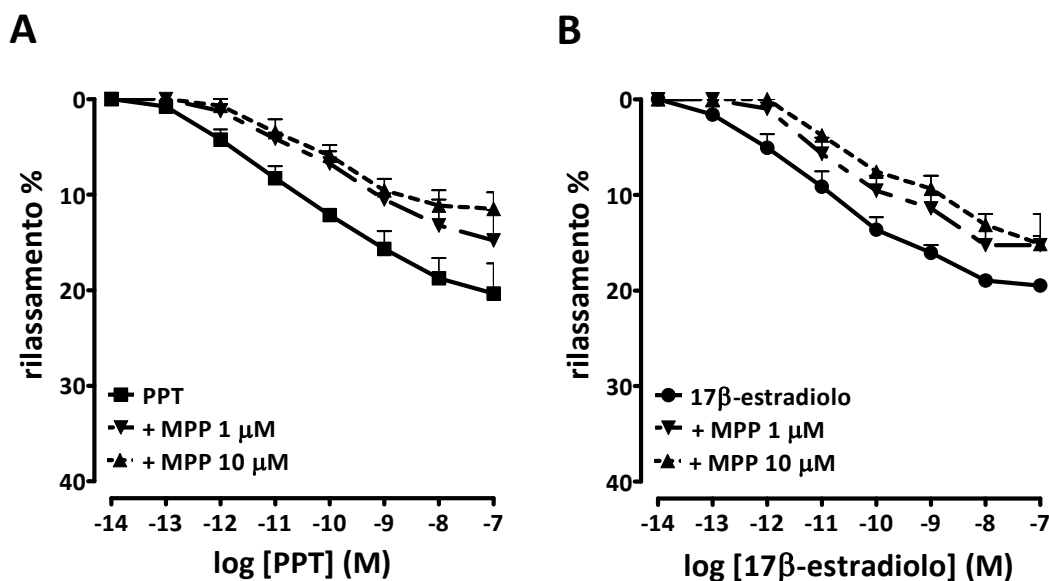 A
0
10
20
30
40
rilassamento %
PPT
+ MPP 1 μM
+ MPP 10 μM
-14 -13 -12 -11 -10 -9 -8 -7
log [PPT] (M)
B
0
10
20
30
40
rilassamento %
17β-estradiolo
+ MPP 1 μM
+ MPP 10 μM
-14 -13 -12 -11 -10 -9 -8 -7
log [17β-estradiolo] (M)